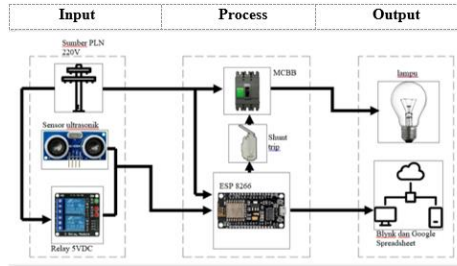 Input
Process
Output
Sumber PLN
220V
MCBB
lampu
Sensor ultrasonik
Shunt
trip
ESP 8266
Relay 5VDC
Blynk dan Google
Spreadsheet